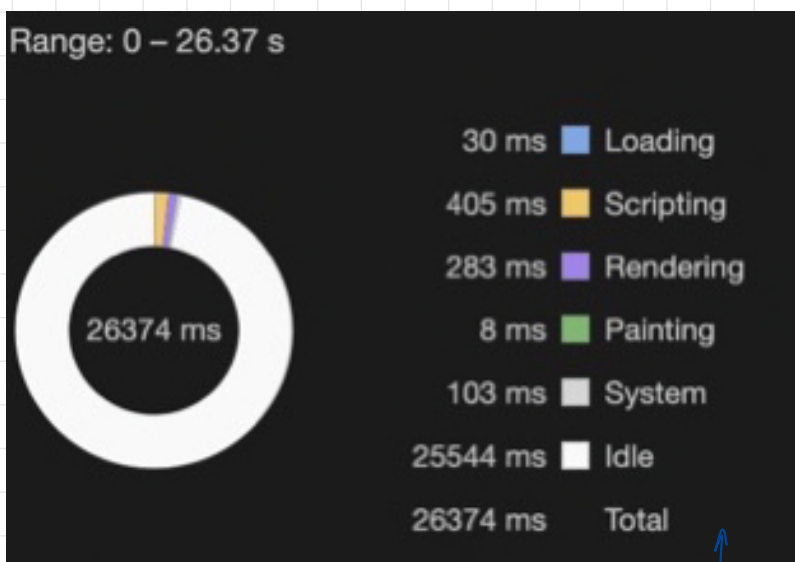 Range: 0 – 26.37 s
30 ms Loading
405 ms Scripting
283 ms Rendering
26374 ms
8 ms Painting
103 ms System
25544 ms Idle
26374 ms Total